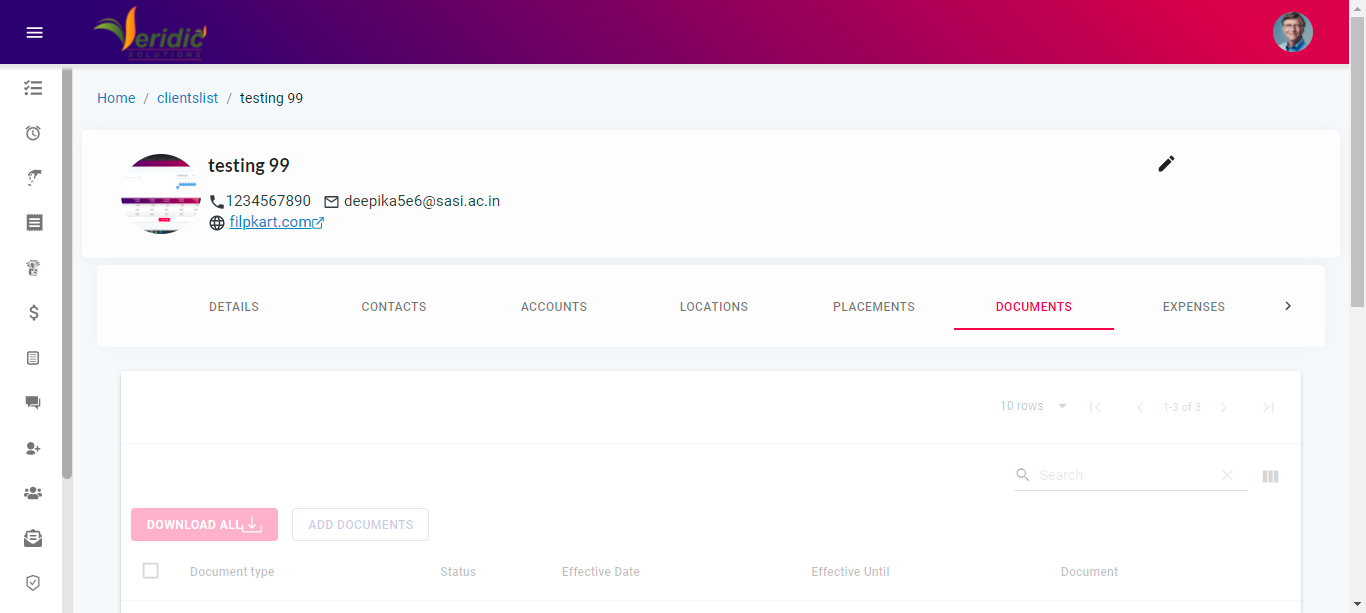 Veridic
SOLUTIONS
Home / clientslist / testing 99
testing 99
1234567890 deepika5e6@sasi.ac.in
filpkart.com
DETAILS CONTACTS ACCOUNTS LOCATIONS PLACEMENTS DOCUMENTS EXPENSES
10 rows 1-3 of 3
Search
DOWNLOAD ALL ADD DOCUMENTS
Document type Status Effective Date Effective Until Document